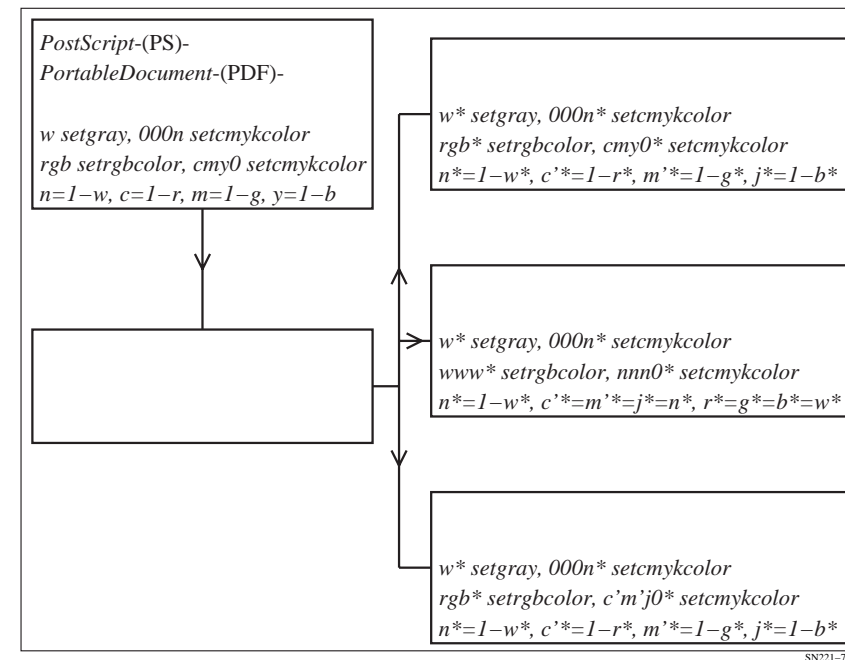 PostScript-(PS)-
PortableDocument-(PDF)-
w setgray, 000n setcmykcolor
rgb setrgbcolor, cmy0 setcmykcolor
n=1–w, c=1–r, m=1–g, y=1–b
w* setgray, 000n* setcmykcolor
rgb* setrgbcolor, cmy0* setcmykcolor
n*=1–w*, c’*=1–r*, m’*=1–g*, j*=1–b*
w* setgray, 000n* setcmykcolor
www* setrgbcolor, nnn0* setcmykcolor
n*=1–w*, c’*=m’*=j*=n*, r*=g*=b*=w*
w* setgray, 000n* setcmykcolor
rgb* setrgbcolor, c'm'j0* setcmykcolor
n*=1–w*, c’*=1–r*, m’*=1–g*, j*=1–b*